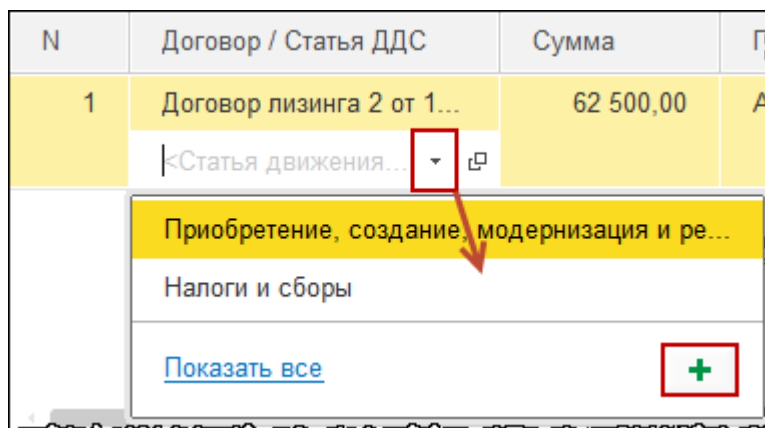 N Договор / Статья ДДС Сумма
1 Договор лизинга 2 от 1... 62 500,00
<Статья движения...
Приобретение, создание, модернизация и ре...
Налоги и сборы
Показать все